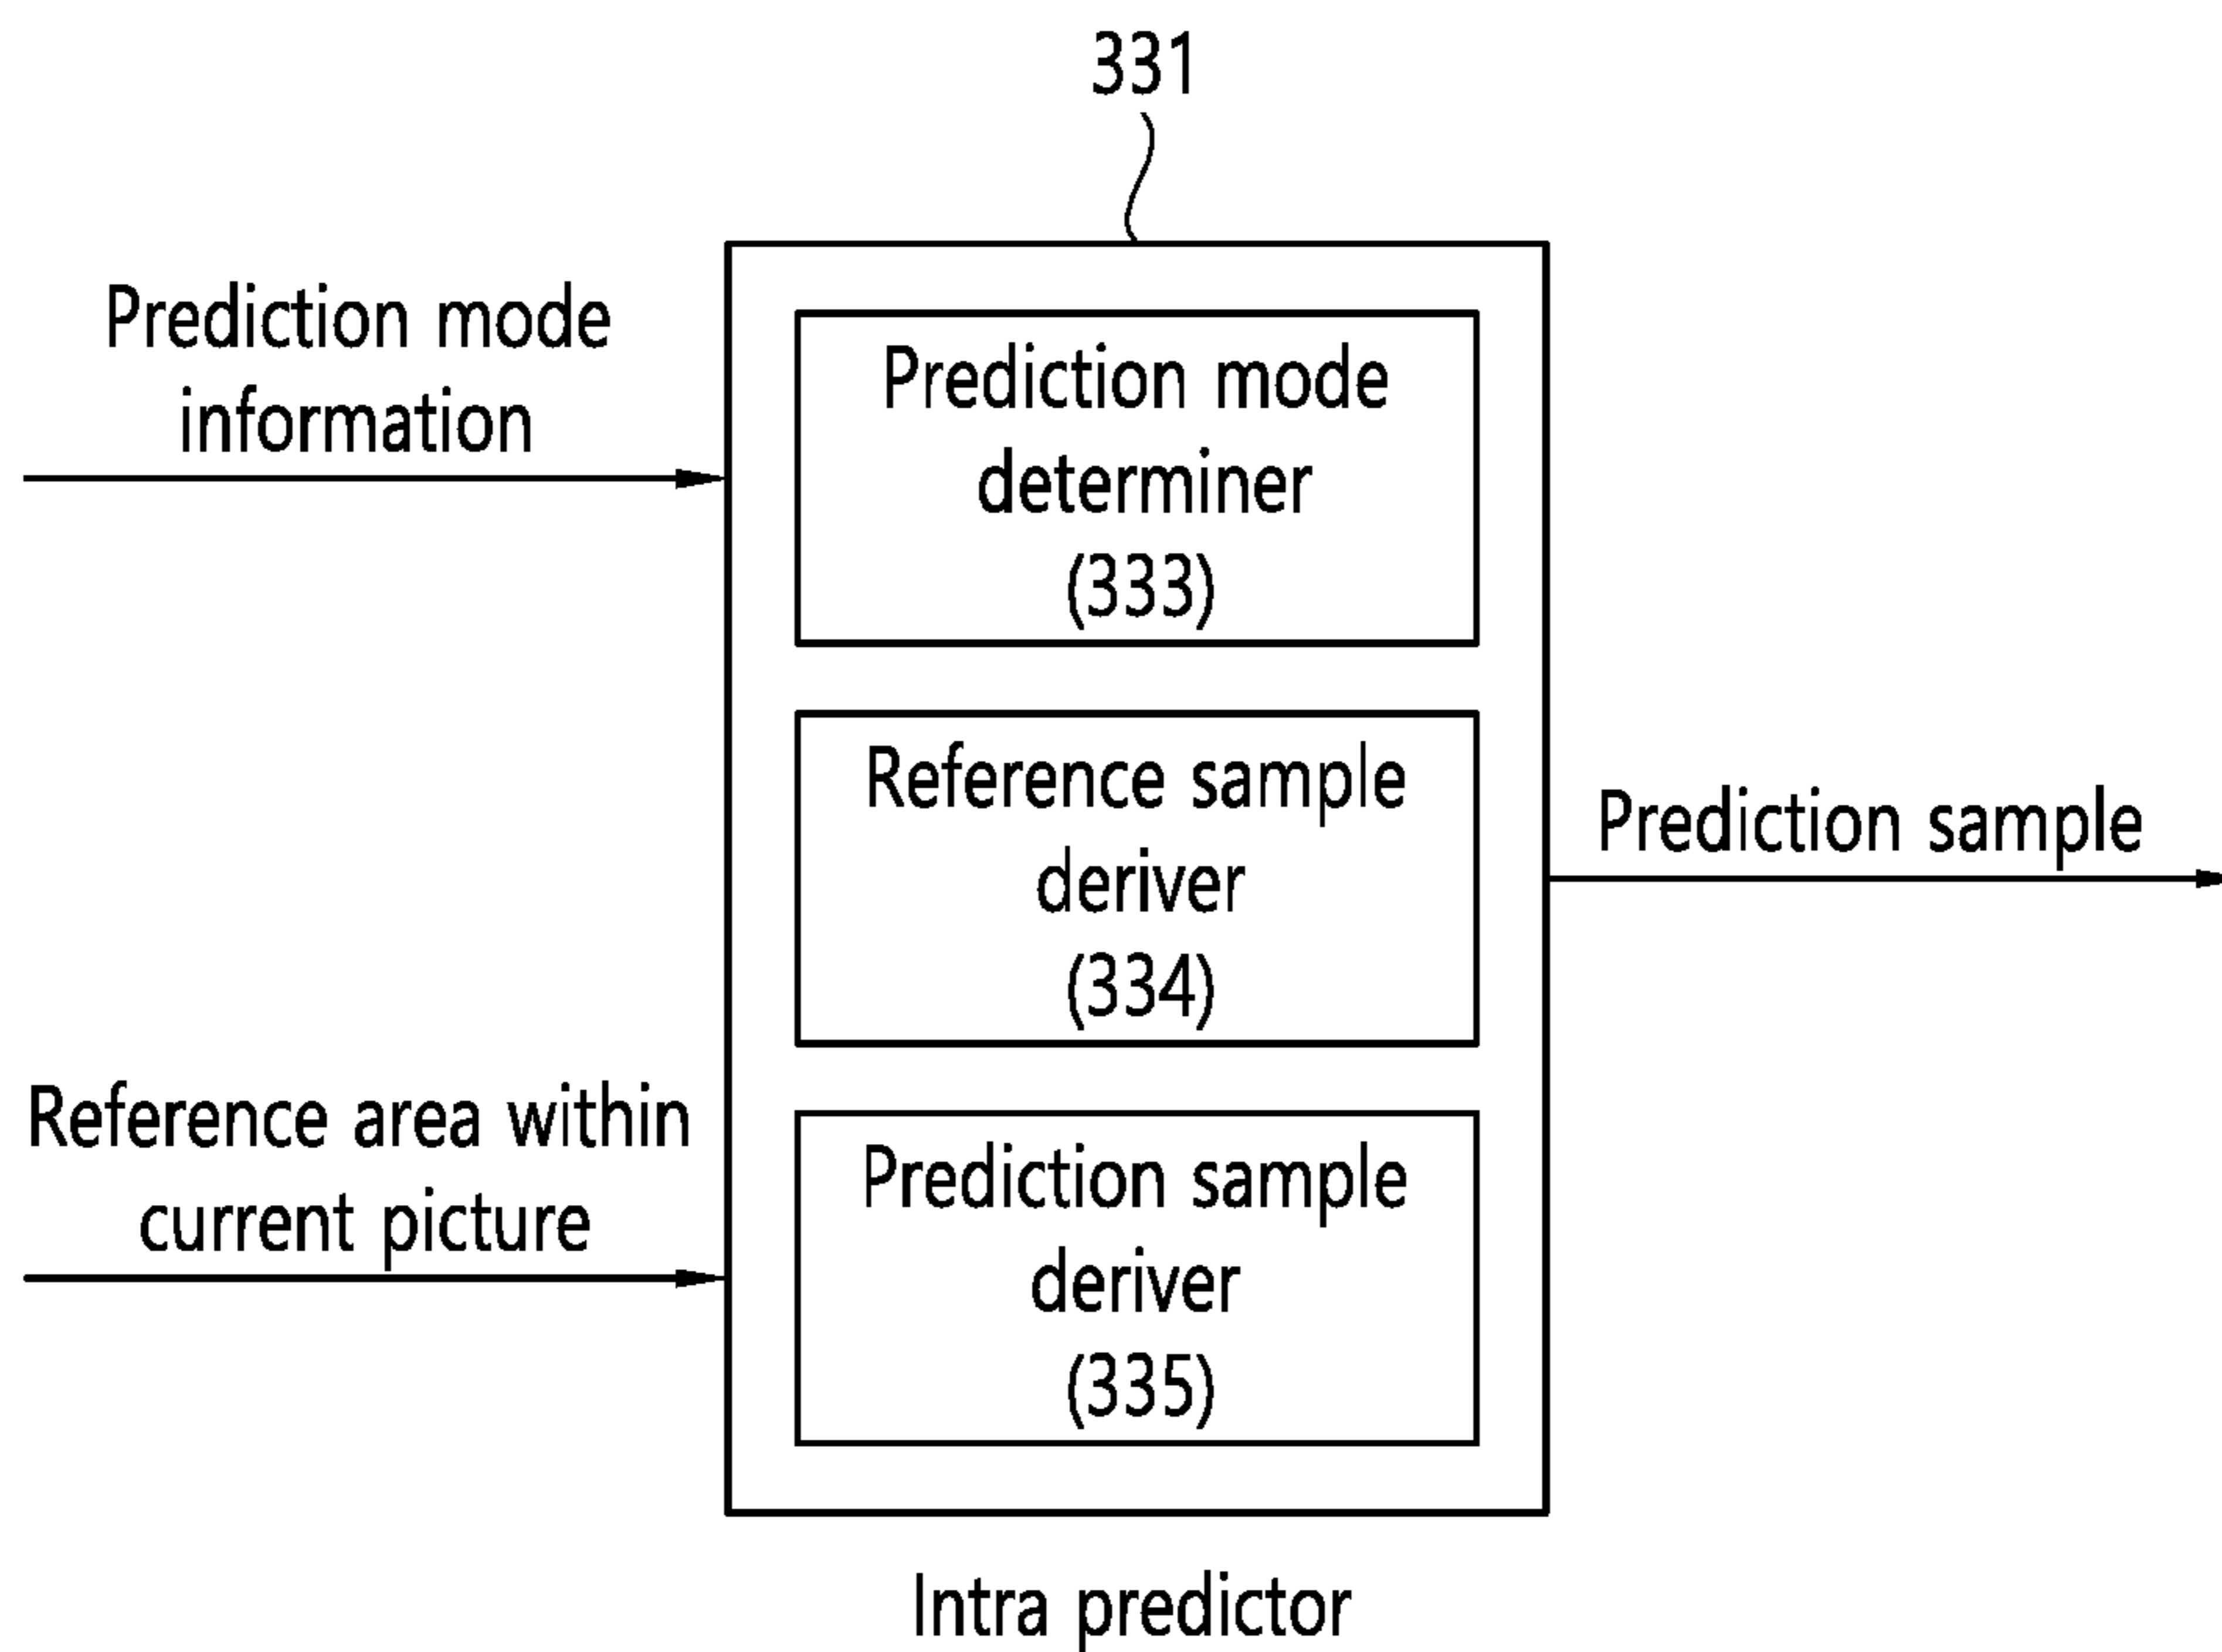 331
Prediction mode
information
Prediction mode
determiner
(333)
Reference sample
deriver
(334)
Prediction sample
Reference area within
current picture
Prediction sample
deriver
(335)
Intra predictor